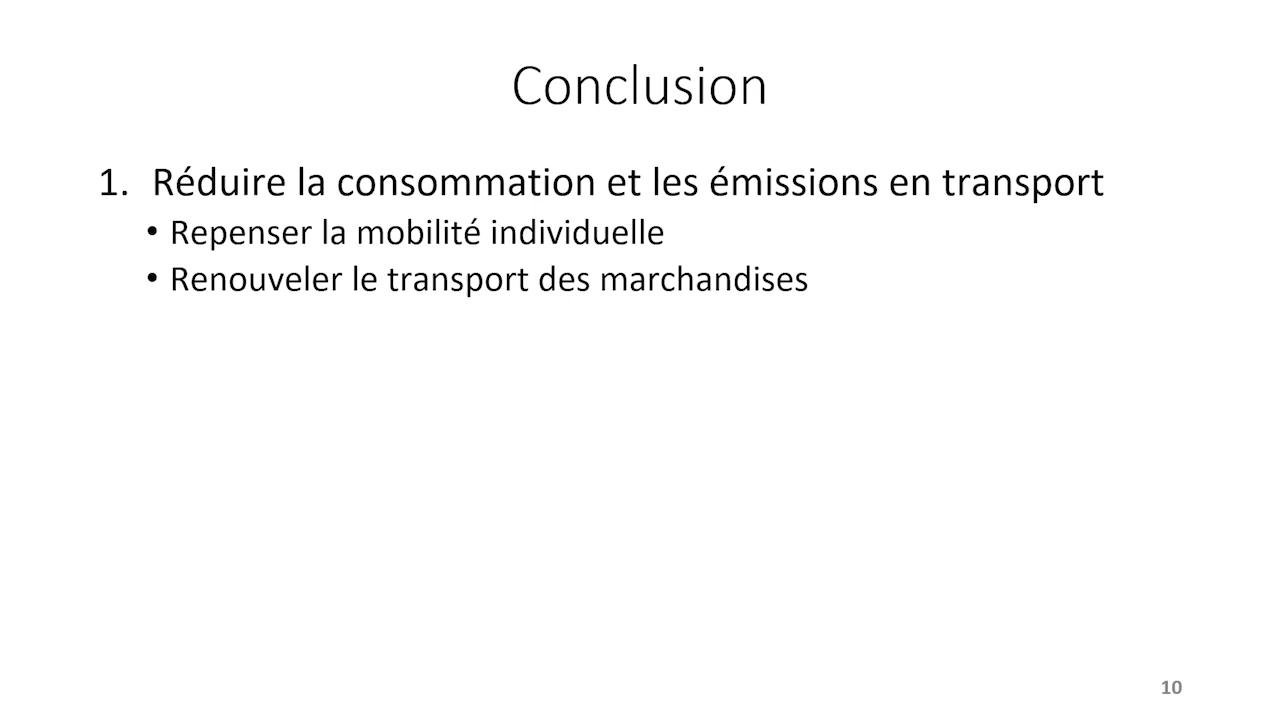 Conclusion
1. Réduire la consommation et les émissions en transport
• Repenser la mobilité individuelle
• Renouveler le transport des marchandises
10